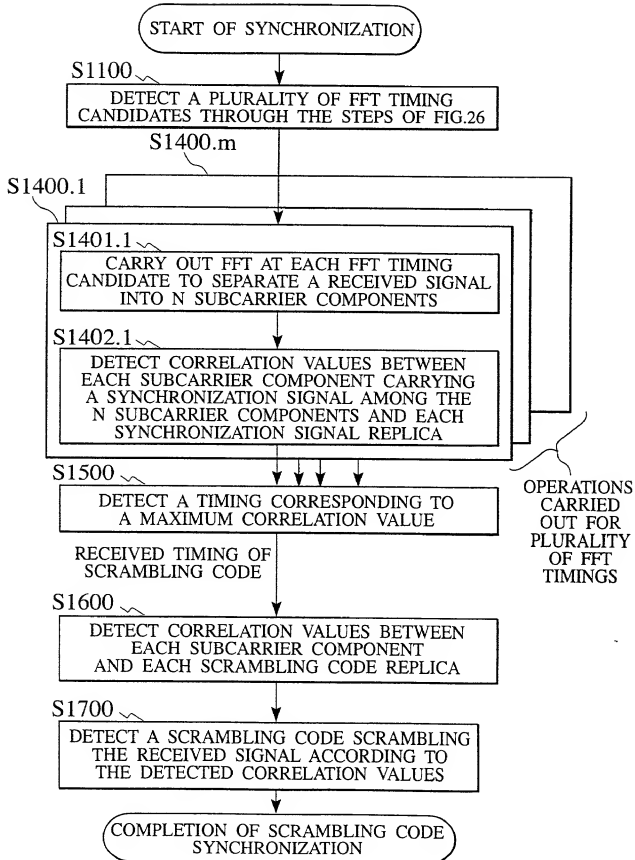 START OF SYNCHRONIZATION
S1100
DETECT A PLURALITY OF FFT TIMING
CANDIDATES THROUGH THE STEPS OF FIG.26
S1400.m
S1400.1
S1401.1
CARRY OUT FFT AT EACH FFT TIMING
CANDIDATE TO SEPARATE A RECEIVED SIGNAL
INTO N SUBCARRIER COMPONENTS
S1402.1
DETECT CORRELATION VALUES BETWEEN
EACH SUBCARRIER COMPONENT CARRYING
A SYNCHRONIZATION SIGNAL AMONG THE
N SUBCARRIER COMPONENTS AND EACH
SYNCHRONIZATION SIGNAL REPLICA
OPERATIONS
CARRIED
OUT FOR
PLURALITY
OF FFT
TIMINGS
S1500
DETECT A TIMING CORRESPONDING TO
A MAXIMUM CORRELATION VALUE
RECEIVED TIMING OF
SCRAMBLING CODE
S1600
DETECT CORRELATION VALUES BETWEEN
EACH SUBCARRIER COMPONENT
AND EACH SCRAMBLING CODE REPLICA
S1700
DETECT A SCRAMBLING CODE SCRAMBLING
THE RECEIVED SIGNAL ACCORDING TO
THE DETECTED CORRELATION VALUES
COMPLETION OF SCRAMBLING CODE
SYNCHRONIZATION